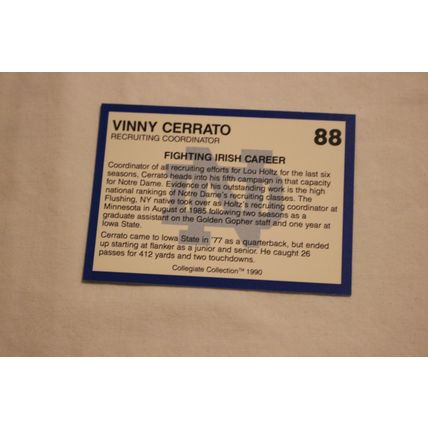 VINNY CERRATO
88
RECRUITING COORDINATOR
FIGHTING IRISH CAREER
Coordinator of all recruiting efforts for Lou Holtz for the last six
seasons, Cerrato heads into his fifth campaign in that capacity
for Notre Dame. Evidence of his outstanding work is the high
national rankings of Notre Dame's recruiting classes. The
Flushing, NY native took over as Holtz's recruiting coordinator at
Minnesota in August of 1985 following two seasons as a
graduate assistant on the Golden Gopher staff and one year at
Iowa State.
Cerrato came to Iowa State in '77 as a quarterback, but ended
up starting at flanker as a junior and senior. He caught 26
passes for 412 yards and two touchdowns.
Collegiate Collection™ 1990